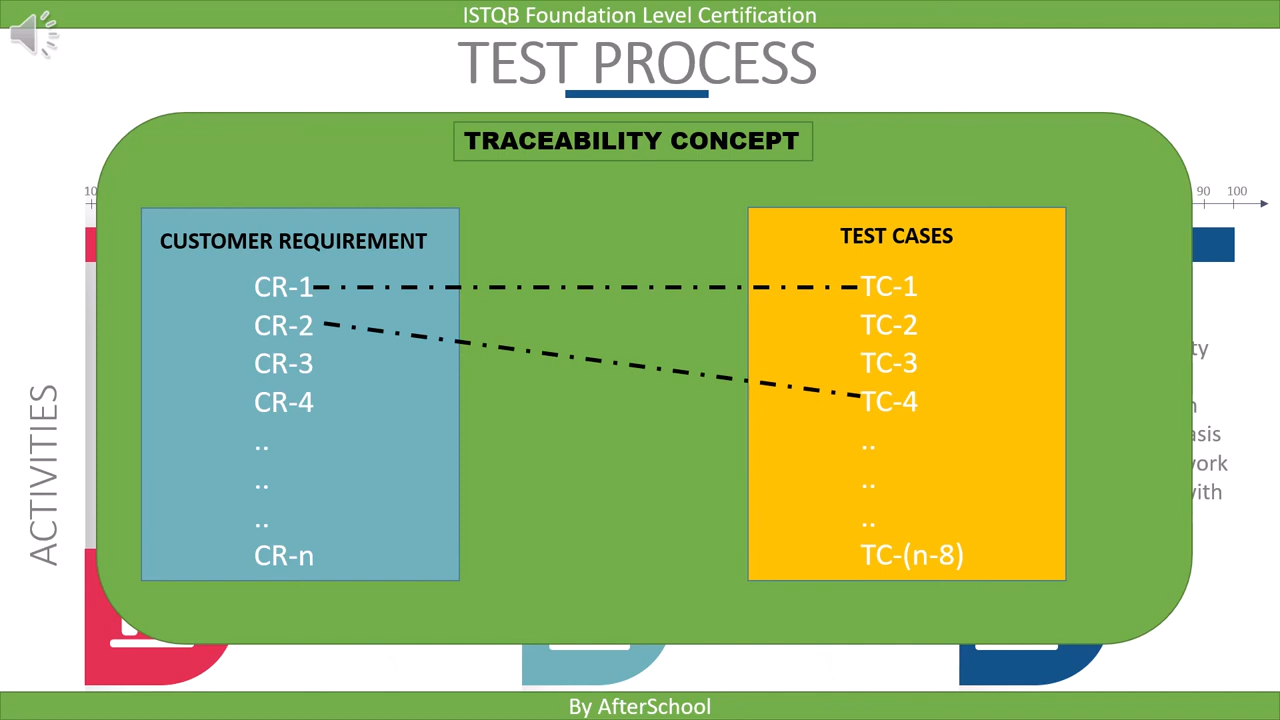 ISTQB Foundation Level Certification
TEST PROCESS
TRACEABILITY CONCEPT
10
90 100
CUSTOMER REQUIREMENT
CR-1
CR-2
CR-3
CR-4
..
..
..
CR-n
TEST CASES
TC-1
TC-2
TC-3
TC-4
..
..
..
TC-(n-8)
ACTIVITIES
By AfterSchool